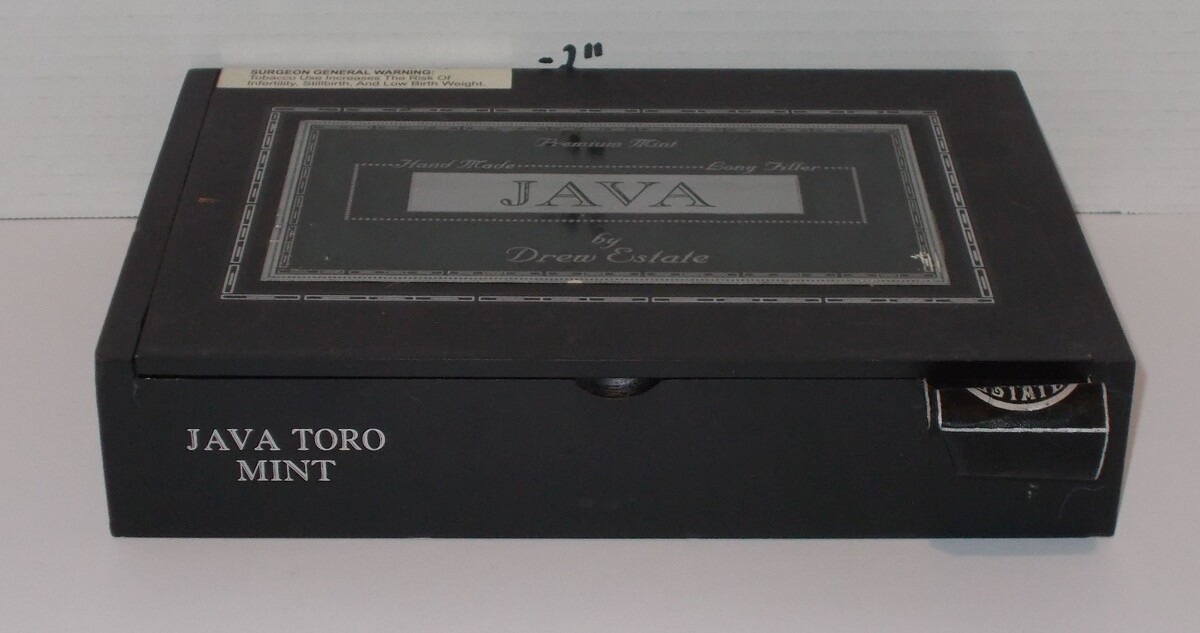 -2"
SURGEON GENERAL WARNING:
Tobacco Use Increases The Risk Of
Infertility, Stillbirth, And Low Birth Weight.
Premium Mint
Hand Made Long Filler
JAVA
by
Drew Estate
JAVA TORO
MINT